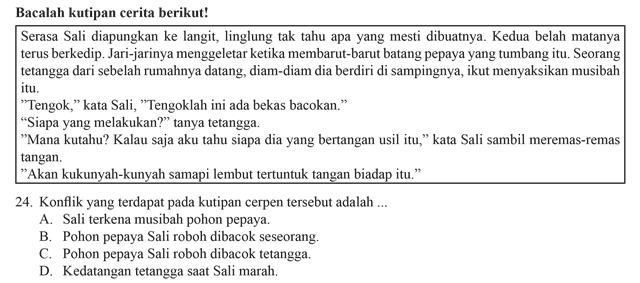 Bacalah kutipan cerita berikut!
Serasa Sali diapungkan ke langit, linglung tak tahu apa yang mesti dibuatnya. Kedua belah matanya
terus berkedip. Jari-jarinya menggeletar ketika membarut-barut batang pepaya yang tumbang itu. Seorang
tetangga dari sebelah rumahnya datang, diam-diam dia berdiri di sampingnya, ikut menyaksikan musibah
itu.
”Tengok,” kata Sali, ”Tengoklah ini ada bekas bacokan.”
“Siapa yang melakukan?” tanya tetangga.
”Mana kutahu? Kalau saja aku tahu siapa dia yang bertangan usil itu,” kata Sali sambil meremas-remas
tangan.
”Akan kukunyah-kunyah samapi lembut tertuntuk tangan biadap itu.”
24. Konflik yang terdapat pada kutipan cerpen tersebut adalah ...
A. Sali terkena musibah pohon pepaya.
B. Pohon pepaya Sali roboh dibacok seseorang.
C. Pohon pepaya Sali roboh dibacok tetangga.
D. Kedatangan tetangga saat Sali marah.